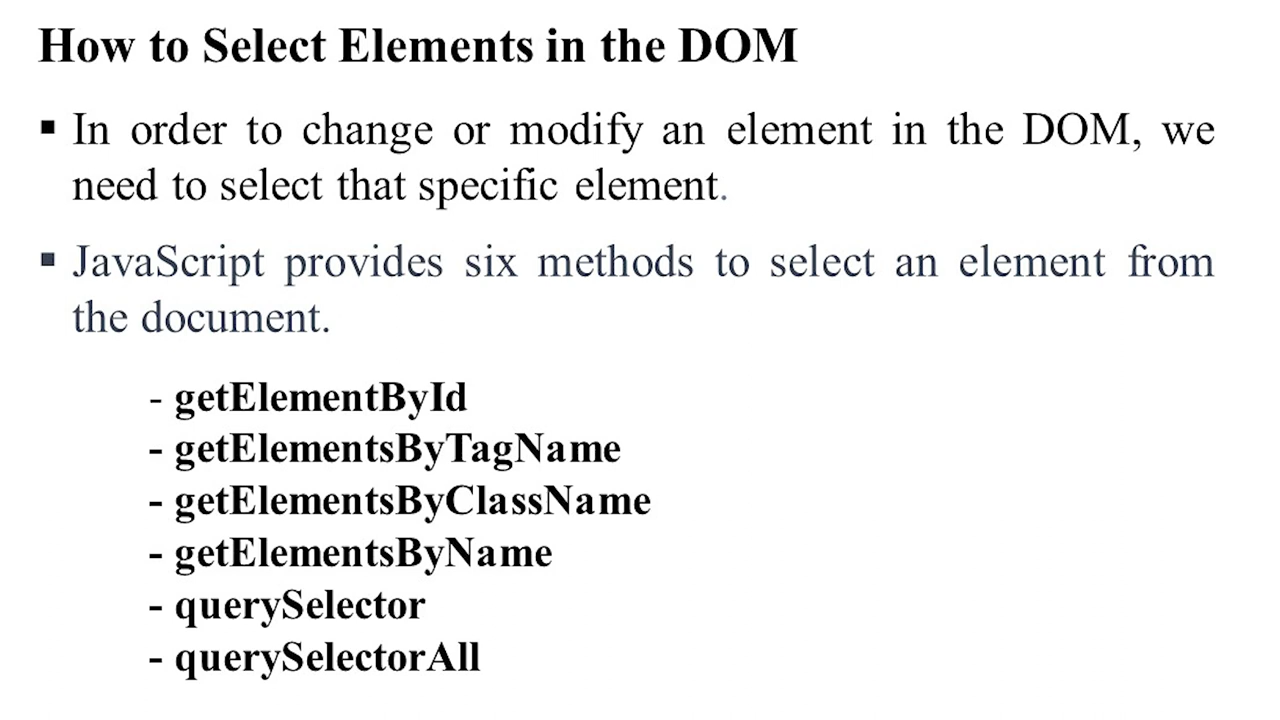 How to Select Elements in the DOM
▪ In order to change or modify an element in the DOM, we
need to select that specific element.
▪ JavaScript provides six methods to select an element from
the document.
- getElementById
- getElementsByTagName
- getElementsByClassName
- getElementsByName
- querySelector
- querySelectorAll